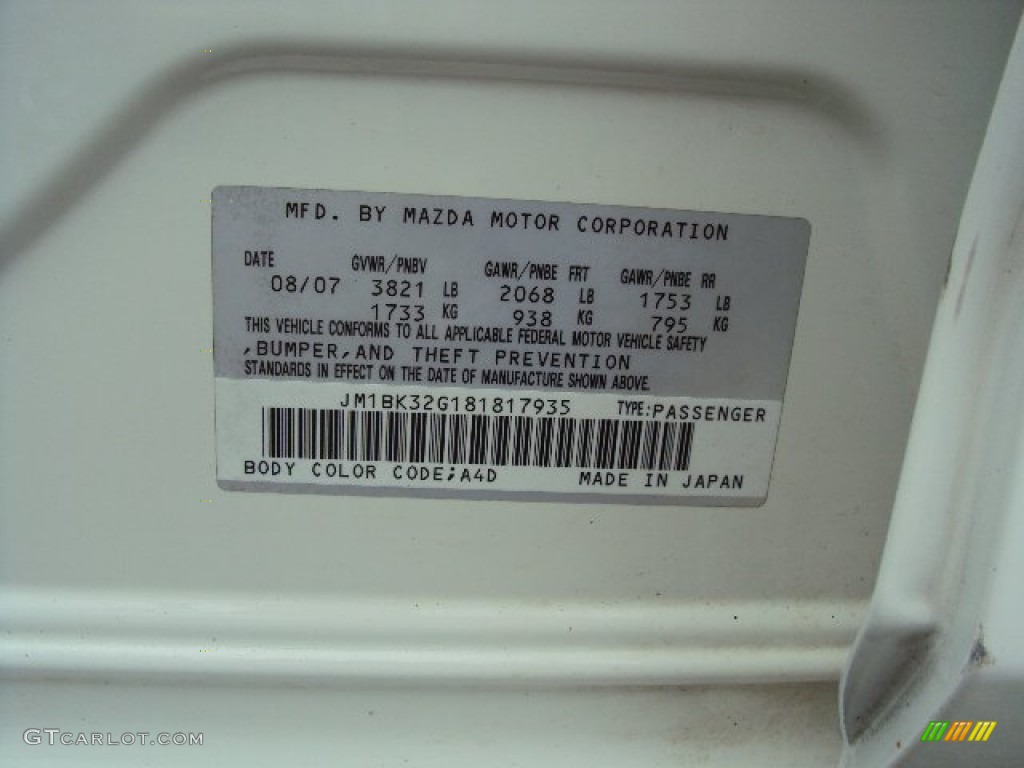 MFD. BY MAZDA MOTOR CORPORATION
DATE GVWR/PNBV GAWR/PNBE FRT GAWR/PNBE RR
08/07 3821 LB 2068 LB 1753 LB
1733 KG 938 KG 795 KG
THIS VEHICLE CONFORMS TO ALL APPLICABLE FEDERAL MOTOR VEHICLE SAFETY
,BUMPER,AND THEFT PREVENTION
STANDARDS IN EFFECT ON THE DATE OF MANUFACTURE SHOWN ABOVE.
JM1BK32G181817935 TYPE:PASSENGER
BODY COLOR CODE;A4D MADE IN JAPAN
GTCARLOT.COM